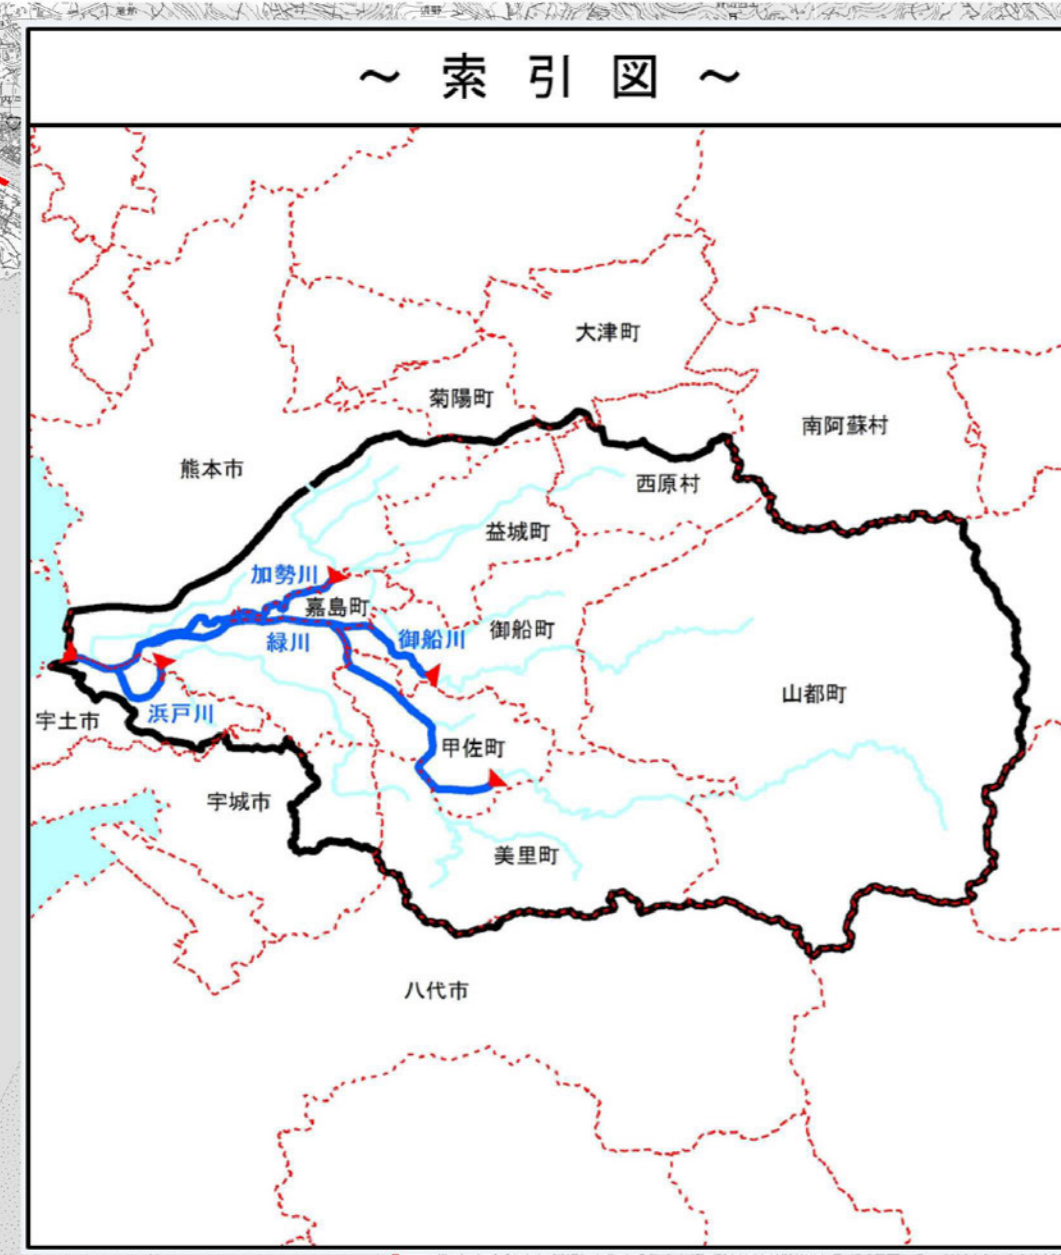 ～ 索 引 図 ～
大津町
菊陽町
南阿蘇村
熊本市
西原村
益城町
加勢川
嘉島町
御船町
緑川
御船川
山都町
浜戸川
宇土市
甲佐町
宇城市
美里町
八代市